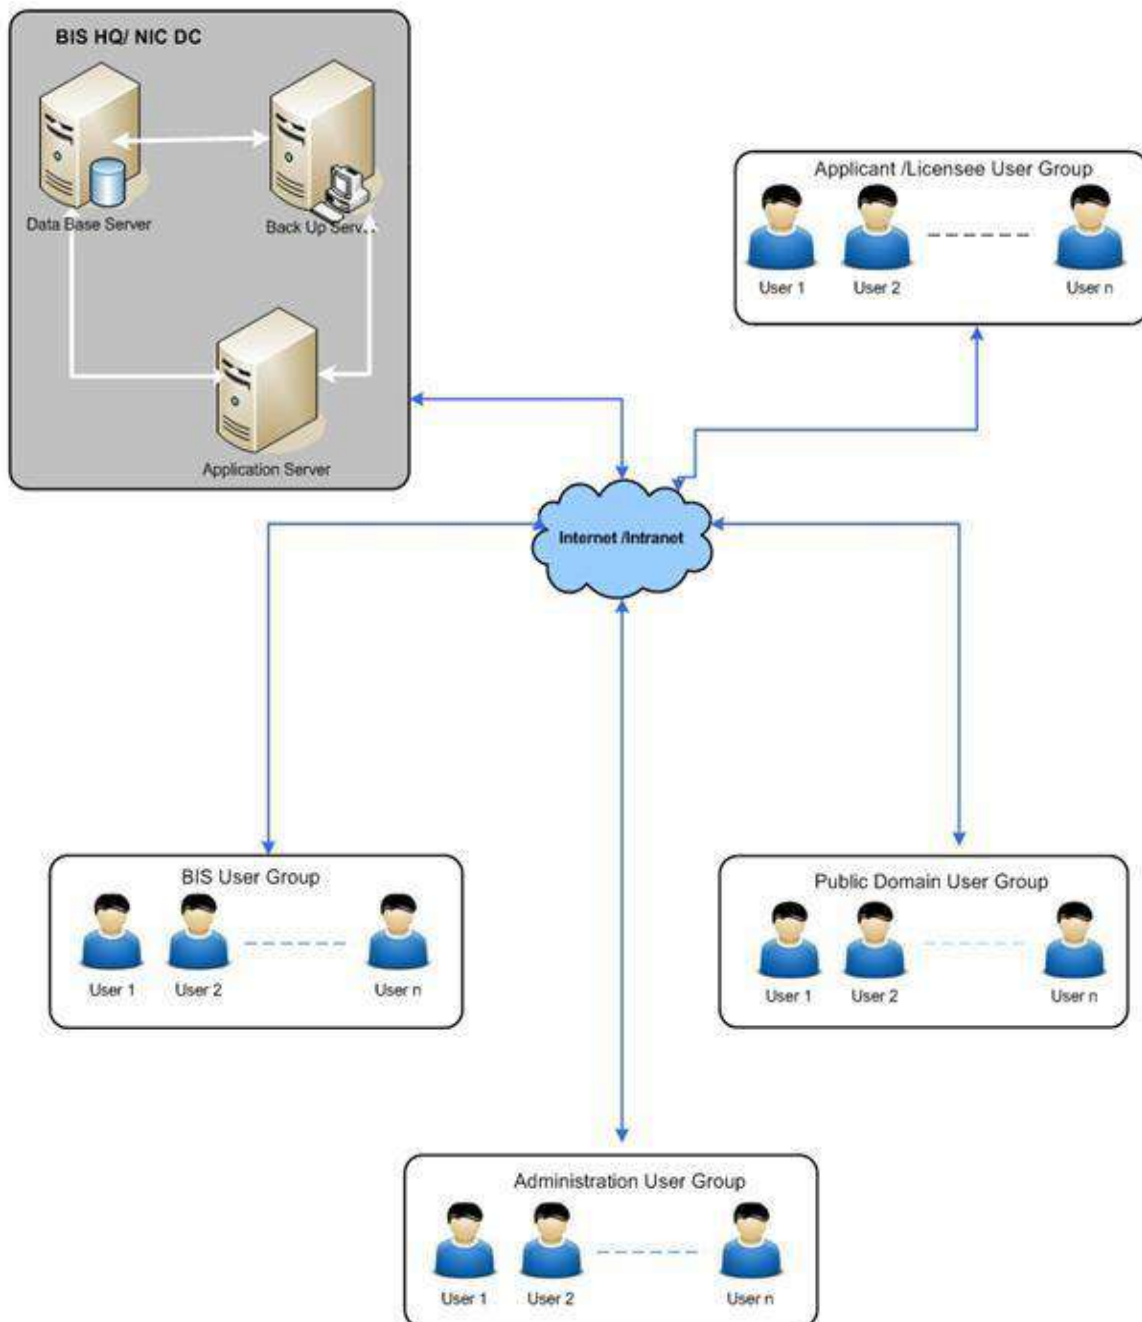 BIS HQ/ NIC DC
Data Base Server
Back Up Serv
Application Server
Applicant /Licensee User Group
User 1
User 2
User n
Internet /Intranet
BIS User Group
User 1
User 2
User n
Public Domain User Group
User 1
User 2
User n
Administration User Group
User 1
User 2
User n